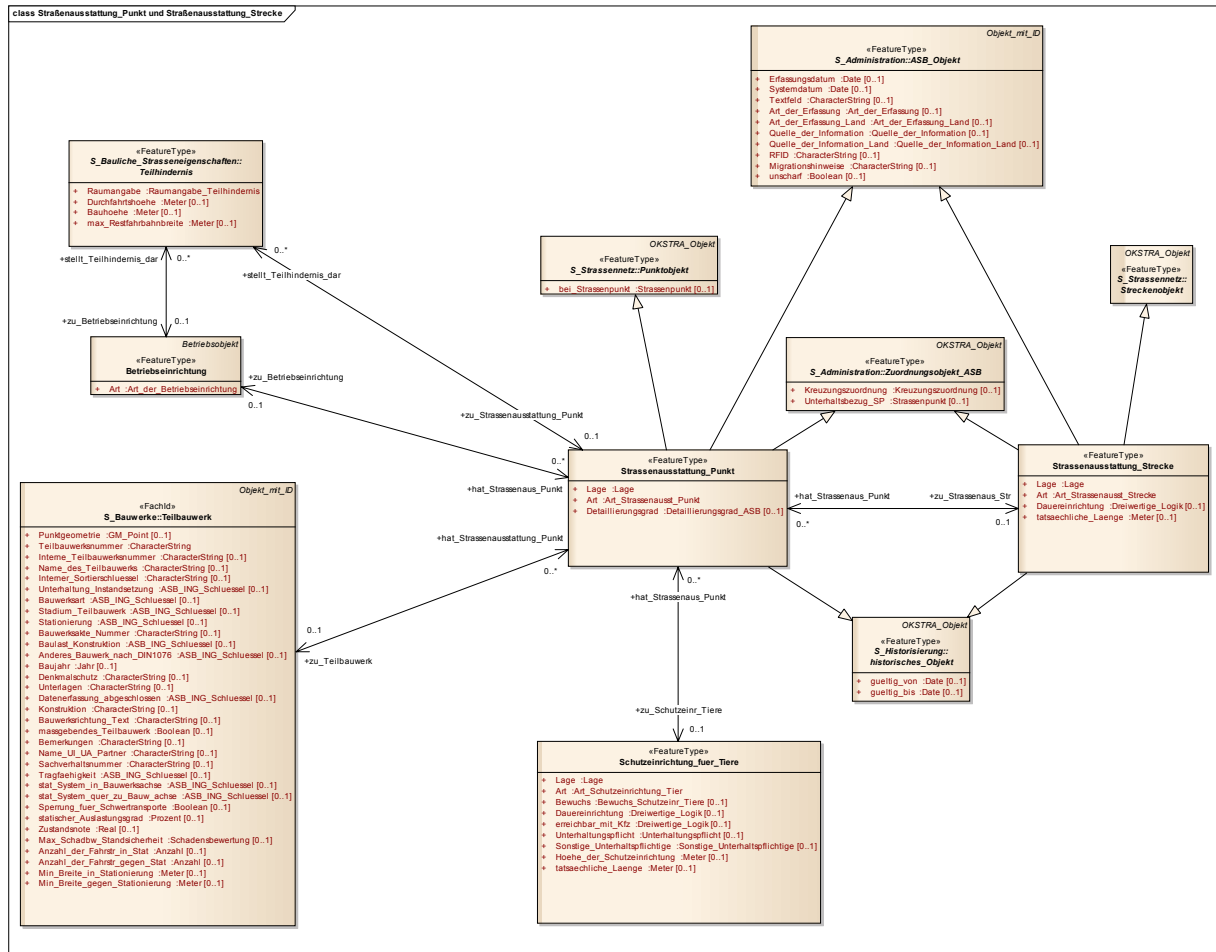 class Straßenausstattung_Punkt und Straßenausstattung_Strecke
Objekt_mit_ID
«FeatureType»
S_Administration::ASB_Objekt
+ Erfassungsdatum :Date [0..1]
+ Systemdatum :Date [0..1]
+ Textfeld :CharacterString [0..1]
+ Art_der_Erfassung :Art_der_Erfassung [0..1]
+ Art_der_Erfassung_Land :Art_der_Erfassung_Land [0..1]
+ Quelle_der_Information :Quelle_der_Information [0..1]
+ Quelle_der_Information_Land :Quelle_der_Information_Land [0..1]
+ RFID :CharacterString [0..1]
+ Migrationshinweise :CharacterString [0..1]
+ unscharf :Boolean [0..1]
«FeatureType»
S_Bauliche_Strasseneigenschaften::
Teilhindernis
+ Raumangabe :Raumangabe_Teilhindernis
+ Durchfahrtshoehe :Meter [0..1]
+ Bauhoehe :Meter [0..1]
+ max_Restfahrbahnbreite :Meter [0..1]
OKSTRA_Objekt
«FeatureType»
S_Strassennetz::Punktobjekt
+ bei_Strassenpunkt :Strassenpunkt [0..1]
OKSTRA_Objekt
«FeatureType»
S_Strassennetz::
Streckenobjekt
+stellt_Teilhindernis_dar
0..*
0..*
+stellt_Teilhindernis_dar
+zu_Betriebseinrichtung
0..1
Betriebsobjekt
«FeatureType»
Betriebseinrichtung
+ Art :Art_der_Betriebseinrichtung
+zu_Betriebseinrichtung
0..1
OKSTRA_Objekt
«FeatureType»
S_Administration::Zuordnungsobjekt_ASB
+ Kreuzungszuordnung :Kreuzungszuordnung [0..1]
+ Unterhaltsbezug_SP :Strassenpunkt [0..1]
+zu_Strassenausstattung_Punkt
0..1
0..*
+hat_Strassenaus_Punkt
«FeatureType»
Strassenausstattung_Punkt
+ Lage :Lage
+ Art :Art_Strassenausst_Punkt
+ Detaillierungsgrad :Detaillierungsgrad_ASB [0..1]
+hat_Strassenaus_Punkt
0..*
+zu_Strassenaus_Str
0..1
«FeatureType»
Strassenausstattung_Strecke
+ Lage :Lage
+ Art :Art_Strassenausst_Strecke
+ Dauereinrichtung :Dreiwertige_Logik [0..1]
+ tatsaechliche_Laenge :Meter [0..1]
+hat_Strassenausstattung_Punkt
0..*
0..1
+zu_Teilbauwerk
Objekt_mit_ID
«FachId»
S_Bauwerke::Teilbauwerk
+ Punktgeometrie :GM_Point [0..1]
+ Teilbauwerksnummer :CharacterString
+ Interne_Teilbauwerksnummer :CharacterString [0..1]
+ Name_des_Teilbauwerks :CharacterString [0..1]
+ Interner_Sortierschluessel :CharacterString [0..1]
+ Unterhaltung_Instandsetzung :ASB_ING_Schluessel [0..1]
+ Bauwerksart :ASB_ING_Schluessel [0..1]
+ Stadium_Teilbauwerk :ASB_ING_Schluessel [0..1]
+ Stationierung :ASB_ING_Schluessel [0..1]
+ Bauwerksakte_Nummer :CharacterString [0..1]
+ Baulast_Konstruktion :ASB_ING_Schluessel [0..1]
+ Anderes_Bauwerk_nach_DIN1076 :ASB_ING_Schluessel [0..1]
+ Baujahr :Jahr [0..1]
+ Denkmalschutz :CharacterString [0..1]
+ Unterlagen :CharacterString [0..1]
+ Datenerfassung_abgeschlossen :ASB_ING_Schluessel [0..1]
+ Konstruktion :CharacterString [0..1]
+ Bauwerksrichtung_Text :CharacterString [0..1]
+ massgebendes_Teilbauwerk :Boolean [0..1]
+ Bemerkungen :CharacterString [0..1]
+ Name_UI_UA_Partner :CharacterString [0..1]
+ Sachverhaltsnummer :CharacterString [0..1]
+ Tragfaehigkeit :ASB_ING_Schluessel [0..1]
+ stat_System_in_Bauwerksachse :ASB_ING_Schluessel [0..1]
+ stat_System_quer_zu_Bauw_achse :ASB_ING_Schluessel [0..1]
+ Sperrung_fuer_Schwertransporte :Boolean [0..1]
+ statischer_Auslastungsgrad :Prozent [0..1]
+ Zustandsnote :Real [0..1]
+ Max_Schadbw_Standsicherheit :Schadensbewertung [0..1]
+ Anzahl_der_Fahrstr_in_Stat :Anzahl [0..1]
+ Anzahl_der_Fahrstr_gegen_Stat :Anzahl [0..1]
+ Min_Breite_in_Stationierung :Meter [0..1]
+ Min_Breite_gegen_Stationierung :Meter [0..1]
0..*
+hat_Strassenaus_Punkt
OKSTRA_Objekt
«FeatureType»
S_Historisierung::
historisches_Objekt
+ gueltig_von :Date [0..1]
+ gueltig_bis :Date [0..1]
+zu_Schutzeinr_Tiere
0..1
«FeatureType»
Schutzeinrichtung_fuer_Tiere
+ Lage :Lage
+ Art :Art_Schutzeinrichtung_Tier
+ Bewuchs :Bewuchs_Schutzeinr_Tiere [0..1]
+ Dauereinrichtung :Dreiwertige_Logik [0..1]
+ erreichbar_mit_Kfz :Dreiwertige_Logik [0..1]
+ Unterhaltungspflicht :Unterhaltungspflicht [0..1]
+ Sonstige_Unterhaltspflichtige :Sonstige_Unterhaltspflichtige [0..1]
+ Hoehe_der_Schutzeinrichtung :Meter [0..1]
+ tatsaechliche_Laenge :Meter [0..1]